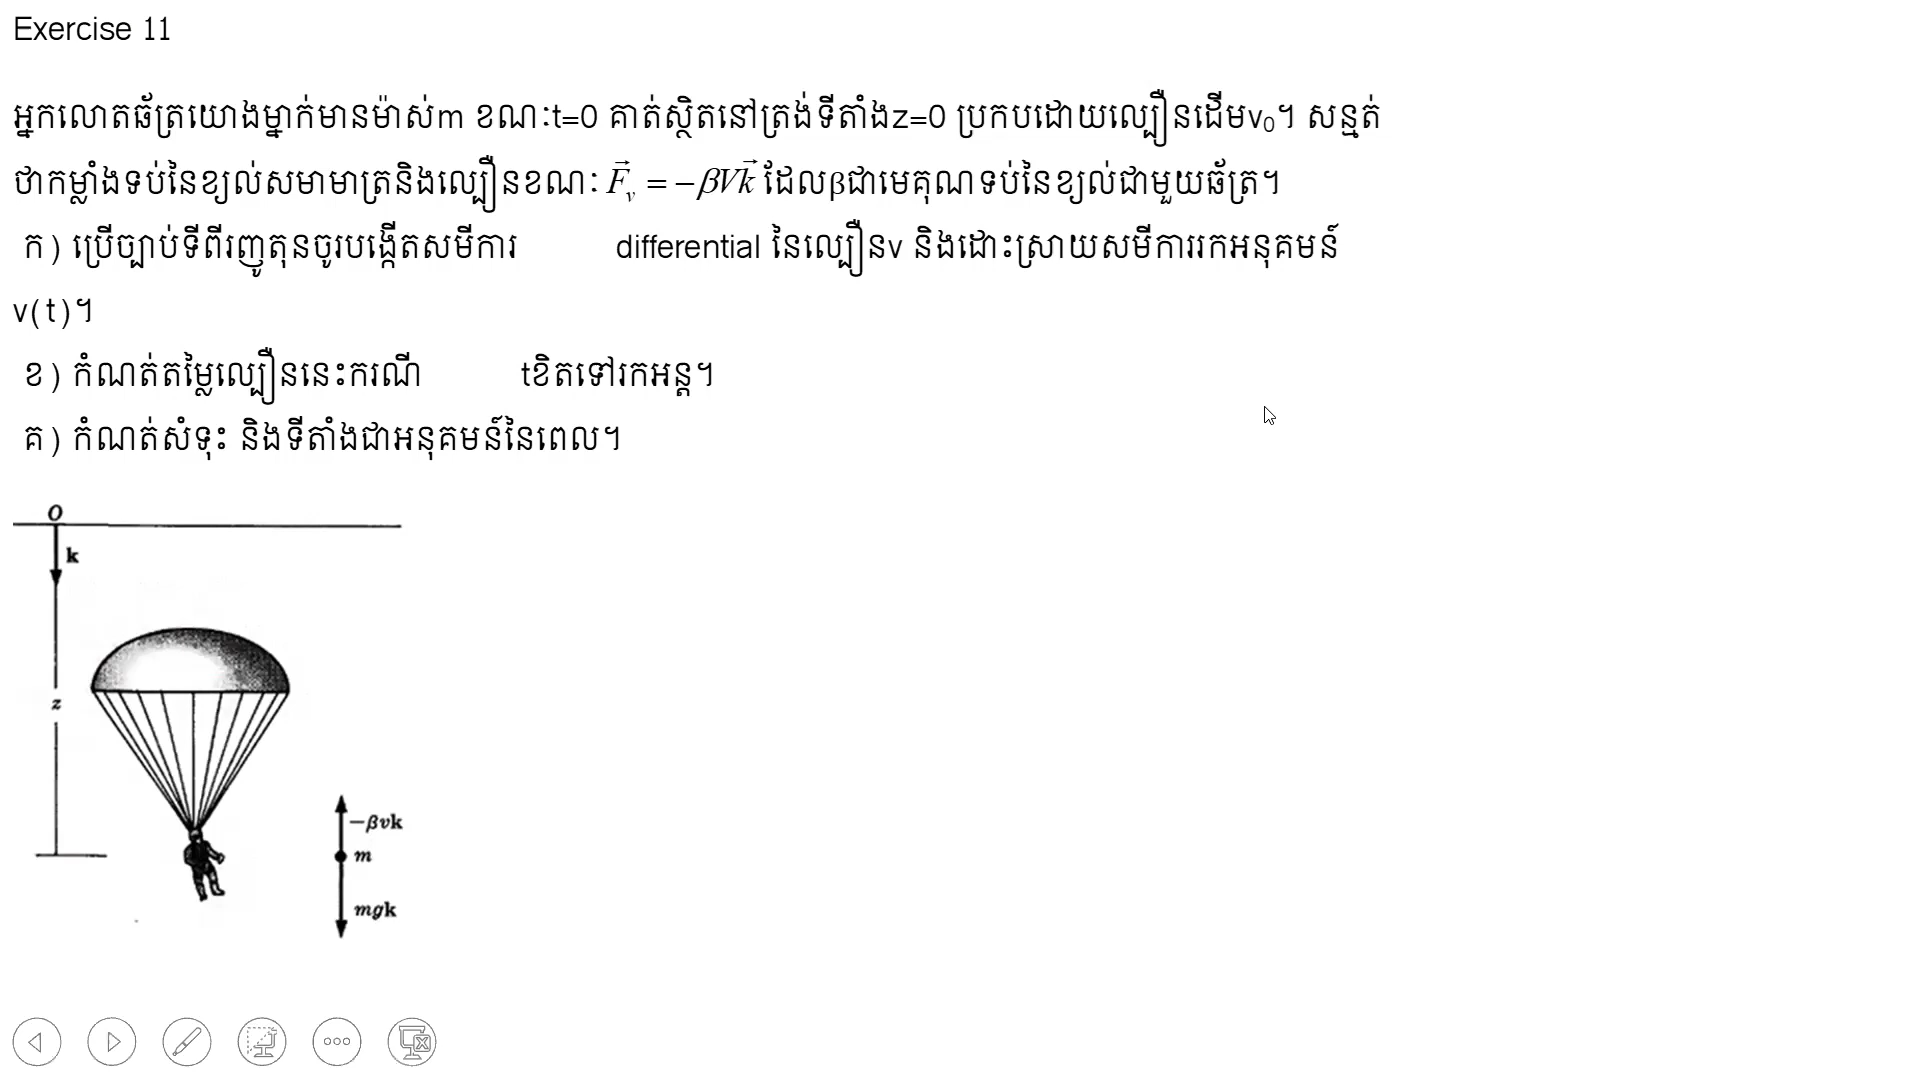 Exercise 11
អ្នកលោតឆ័ត្រយោងម្នាក់មានម៉ាស់m ខណៈt=0 គាត់ស្ថិតនៅត្រង់ទីតាំងz=0 ប្រកបដោយល្បឿនដើមv₀។ សន្មត់
ថាកម្លាំងទប់នៃខ្យល់សមាមាត្រនិងល្បឿនខណៈ F⃗ᵥ = −βVk⃗ ដែលβជាមេគុណទប់នៃខ្យល់ជាមួយឆ័ត្រ។
ក) ប្រើច្បាប់ទីពីរញូតុនចូរបង្កើតសមីការ differential នៃល្បឿនv និងដោះស្រាយសមីការរកអនុគមន៍
v(t)។
ខ) កំណត់តម្លៃល្បឿននេះករណី tខិតទៅរកអន្ត។
គ) កំណត់សំទុះ និងទីតាំងជាអនុគមន៍នៃពេល។
O
k
z
−βvk
m
mgk